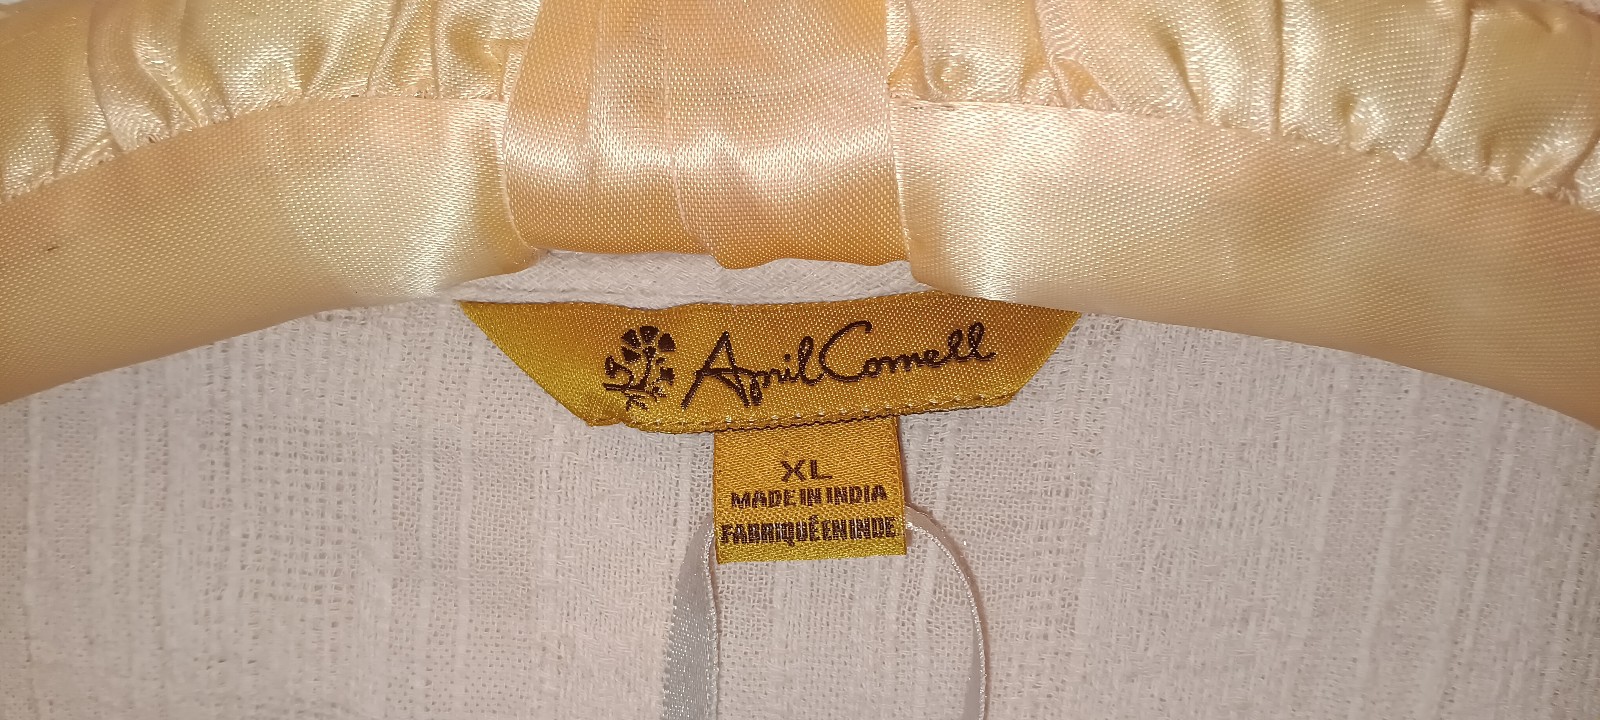 April Cornell
XL
MADE IN INDIA
FABRIQUÉ EN INDE